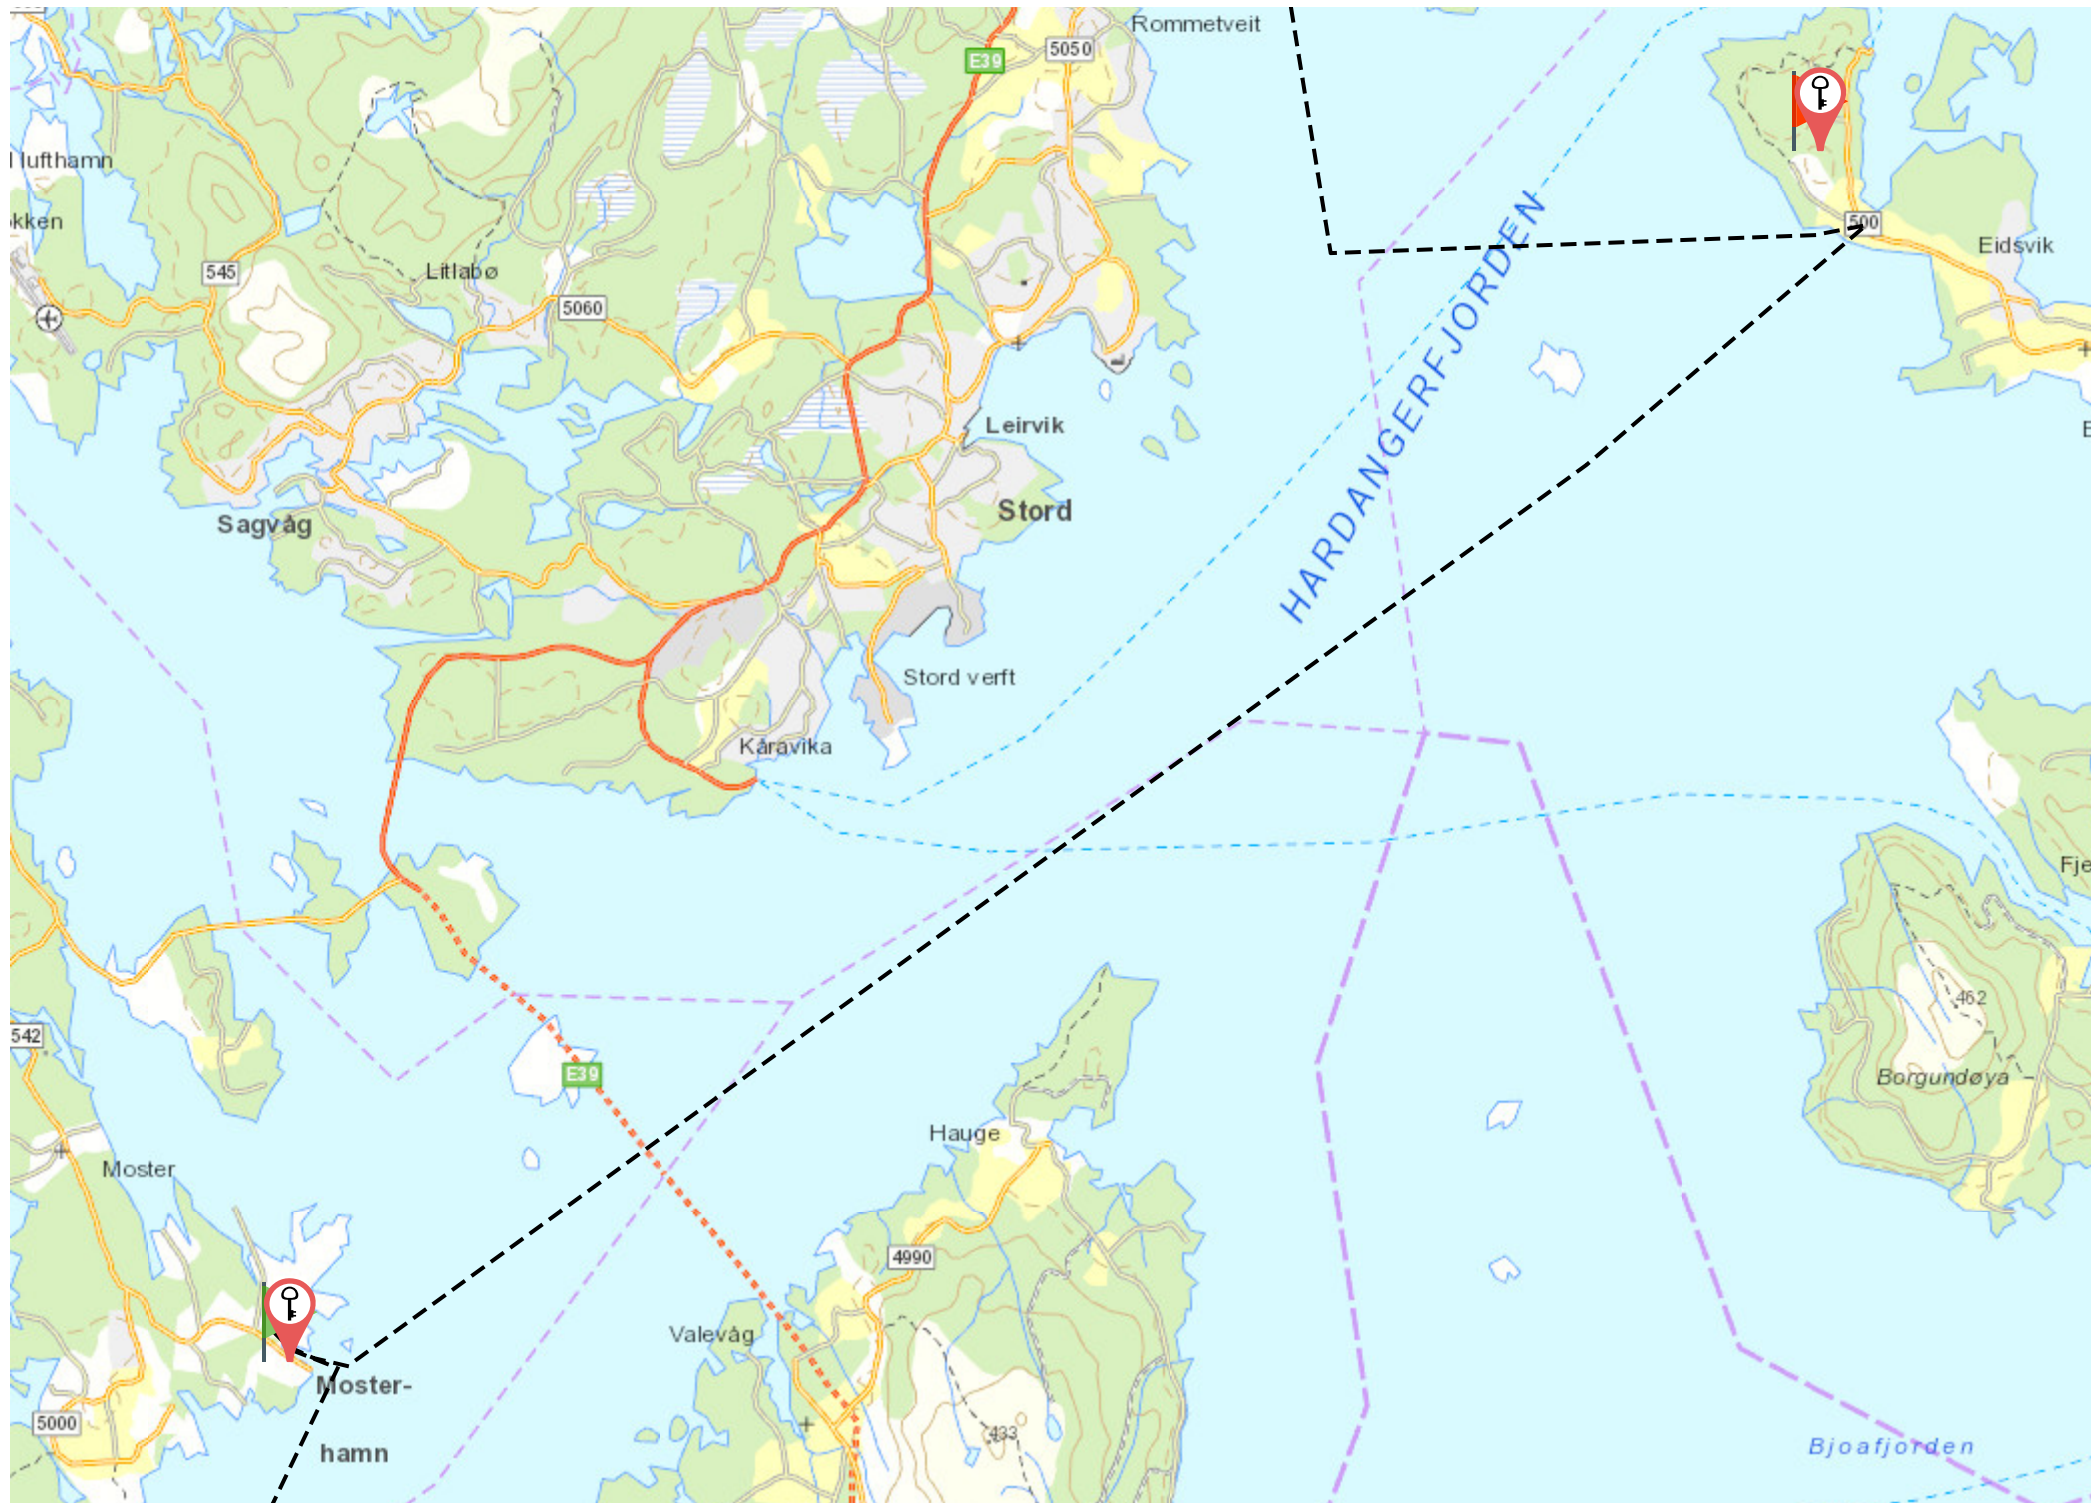 Rommetveit
E39
5050
l lufthamn
kken
500
Eidsvik
545
Litlabø
5060
HARDANGERFJORDEN
Leirvik
Stord
Sagvåg
Stord verft
Kåravika
Fje
462
542
E39
Borgundøya
Hauge
Moster
4990
Valevåg
Moster-
hamn
5000
433
Bjoafjorden